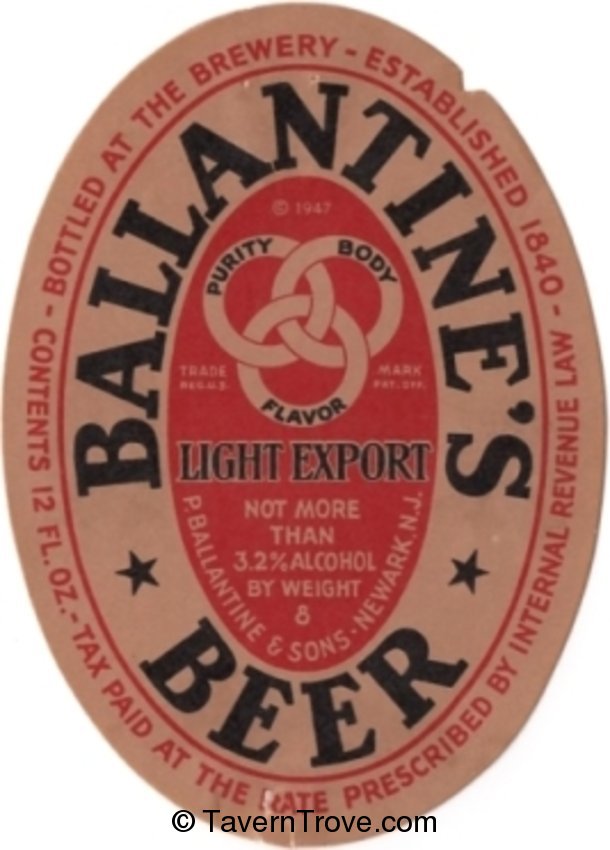 BOTTLED AT THE BREWERY - ESTABLISHED 1840 -
BALLANTINE'S
© 1947
PURITY BODY
FLAVOR
TRADE MARK
REG.U.S. PAT. OFF.
LIGHT EXPORT
NOT MORE
THAN
3.2% ALCOHOL
BY WEIGHT
8
P. BALLANTINE & SONS - NEWARK, N.J.
★ BEER ★
- CONTENTS 12 FL. OZ. - TAX PAID AT THE RATE PRESCRIBED BY INTERNAL REVENUE LAW -
© TavernTrove.com